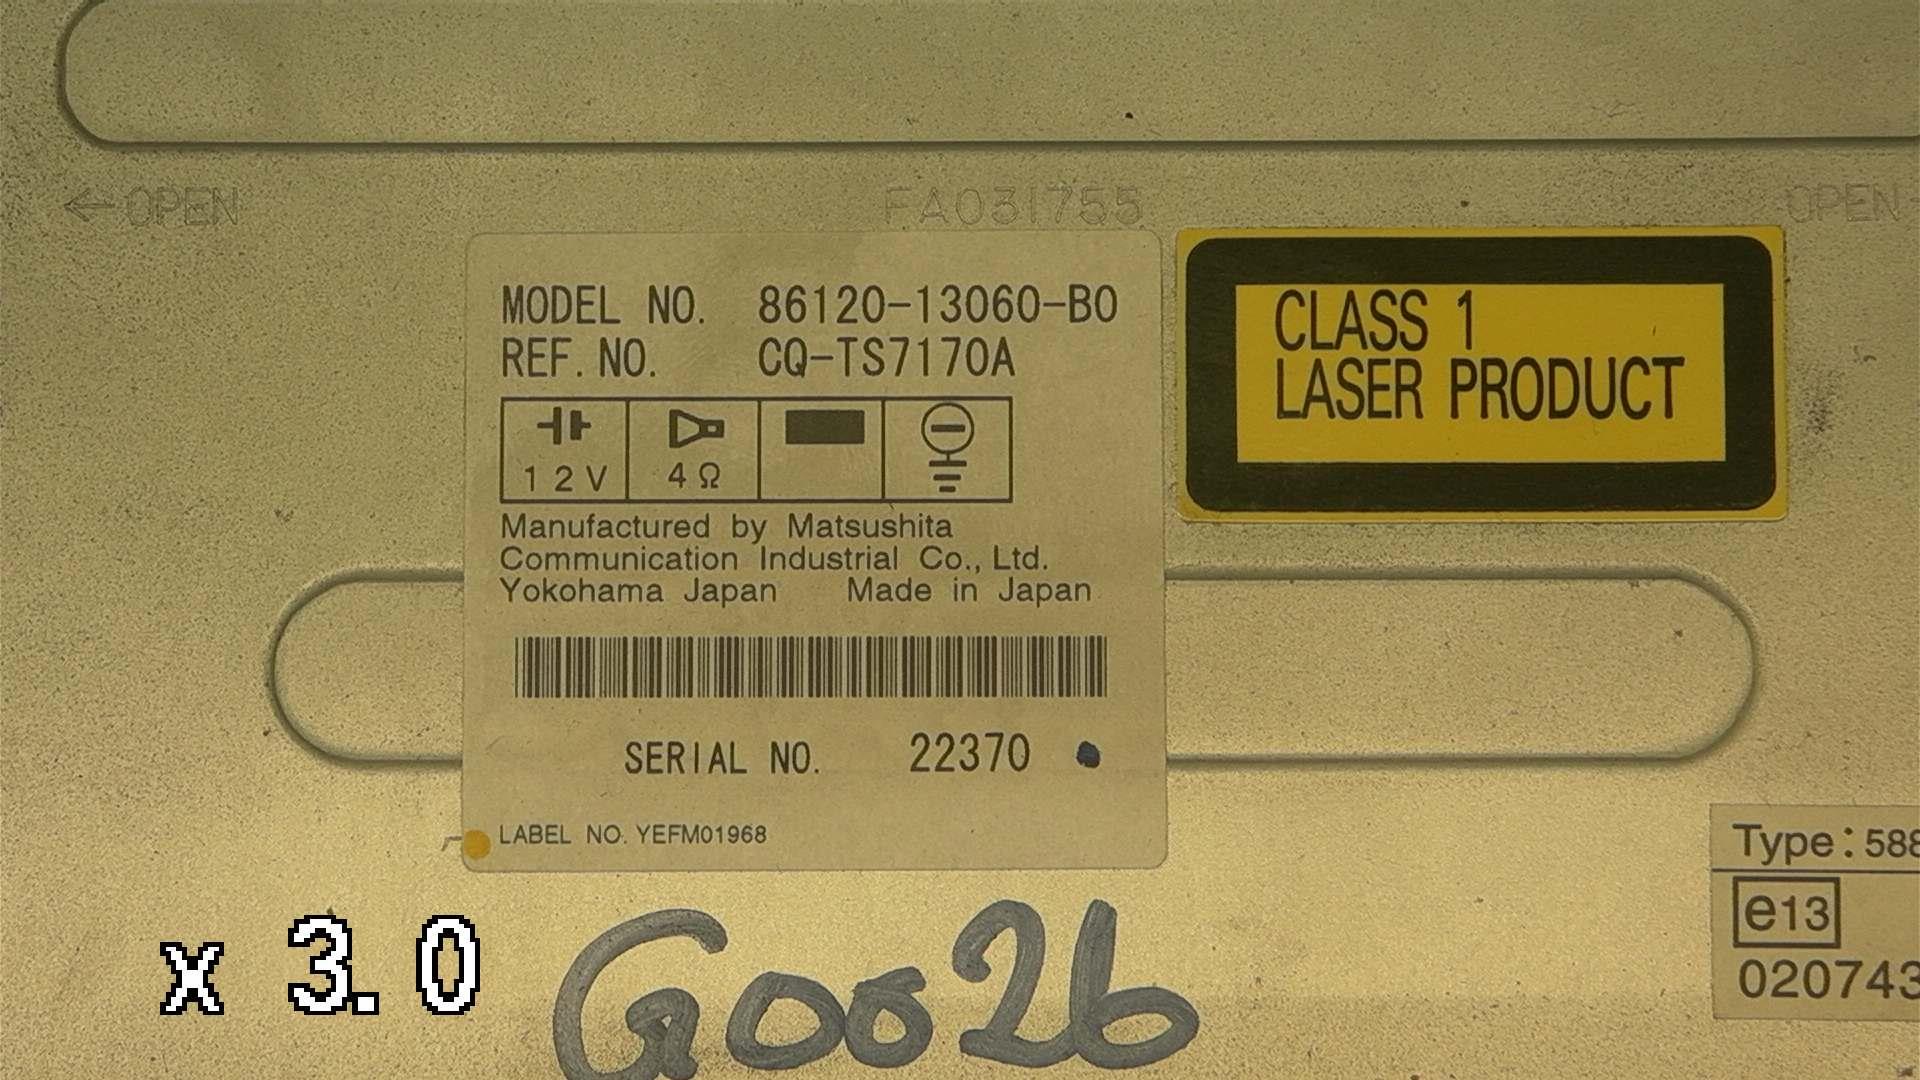 ←OPEN
FA031755
OPEN
MODEL NO. 86120-13060-B0
REF. NO. CQ-TS7170A
12V
4Ω
Manufactured by Matsushita
Communication Industrial Co., Ltd.
Yokohama Japan Made in Japan
SERIAL NO. 22370
LABEL NO. YEFM01968
CLASS 1
LASER PRODUCT
Type: 588
e13
020743
x 3.0
G0026